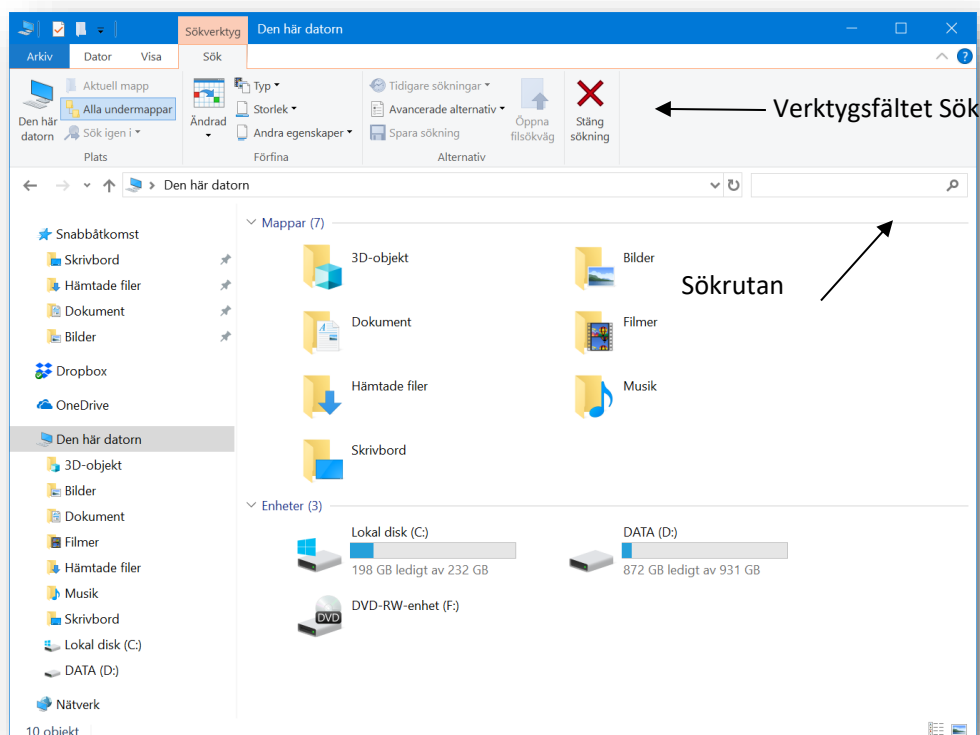 Sökverktyg Den här datorn
Arkiv Dator Visa Sök
Den här datorn
Aktuell mapp
Alla undermappar
Sök igen i
Plats
Ändrad
Typ
Storlek
Andra egenskaper
Förfina
Tidigare sökningar
Avancerade alternativ
Spara sökning
Öppna filsökväg
Alternativ
Stäng sökning
Verktygsfältet Sök
Den här datorn
Snabbåtkomst
Skrivbord
Hämtade filer
Dokument
Bilder
Dropbox
OneDrive
Den här datorn
3D-objekt
Bilder
Dokument
Filmer
Hämtade filer
Musik
Skrivbord
Lokal disk (C:)
DATA (D:)
Nätverk
Mappar (7)
3D-objekt
Bilder
Sökrutan
Dokument
Filmer
Hämtade filer
Musik
Skrivbord
Enheter (3)
Lokal disk (C:)
198 GB ledigt av 232 GB
DATA (D:)
872 GB ledigt av 931 GB
DVD
DVD-RW-enhet (F:)
10 objekt